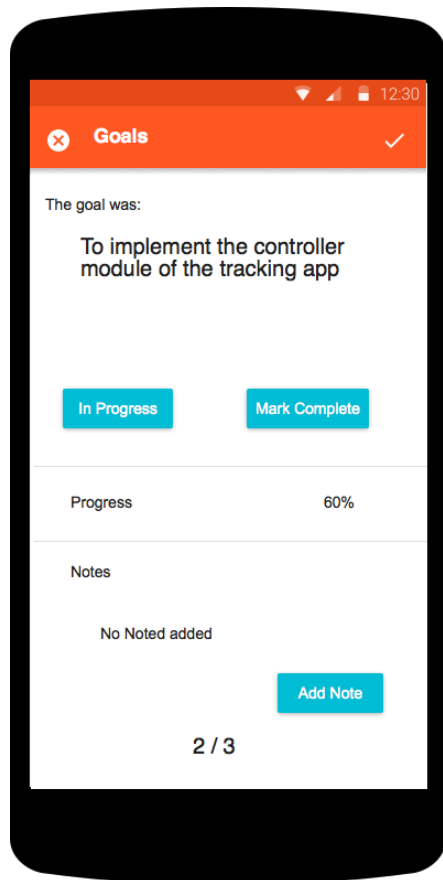 12:30
Goals
The goal was:
To implement the controller
module of the tracking app
In Progress
Mark Complete
Progress
60%
Notes
No Noted added
Add Note
2 / 3